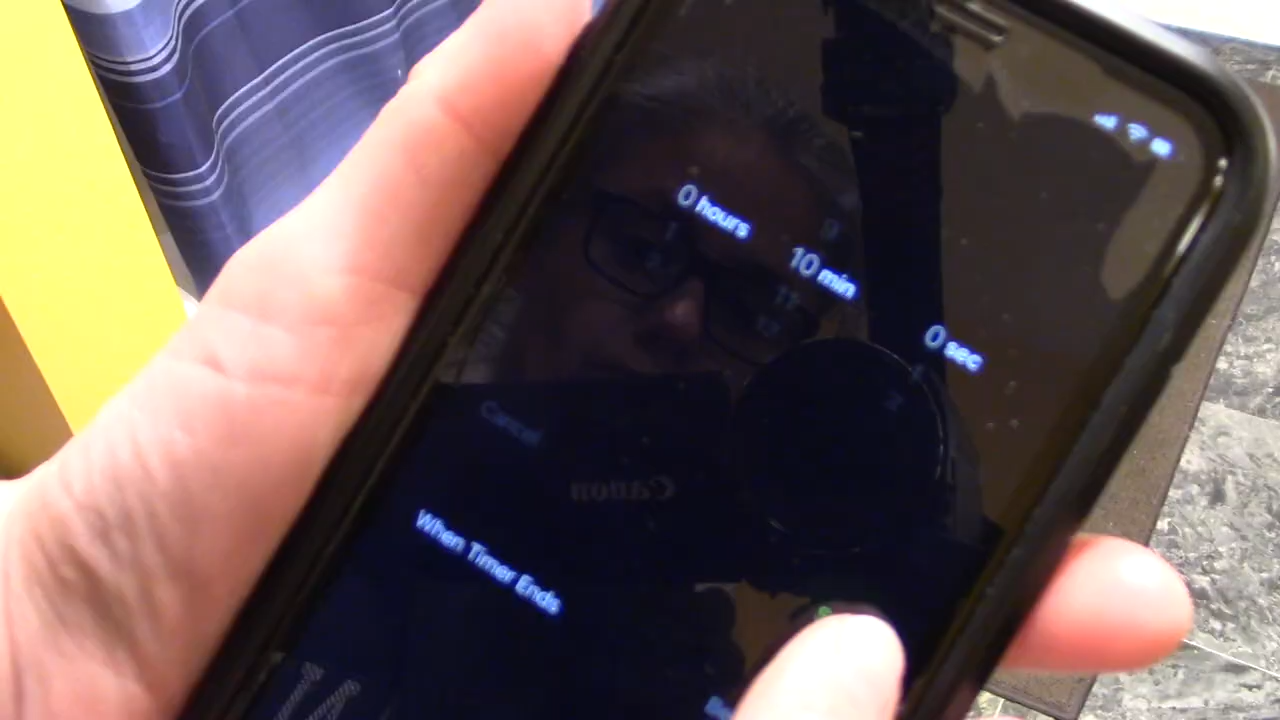 0 hours
10 min
0 sec
Cancel
Canon
When Timer Ends